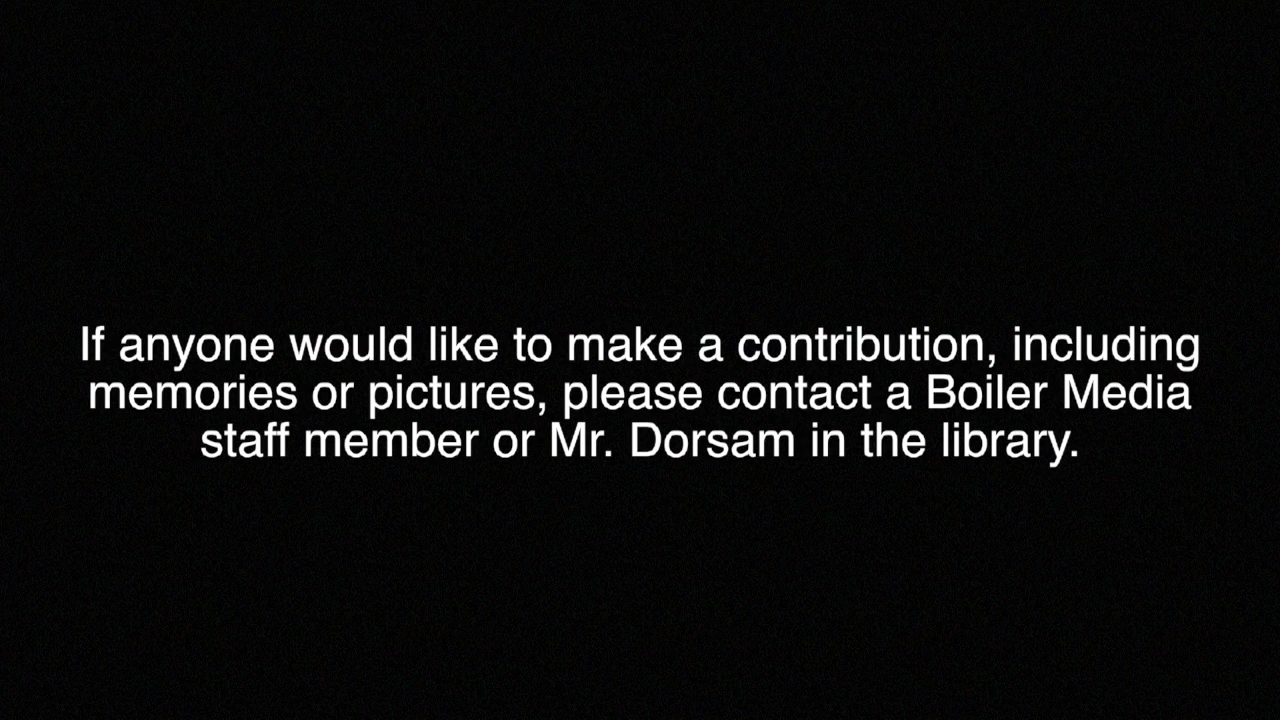 If anyone would like to make a contribution, including
memories or pictures, please contact a Boiler Media
staff member or Mr. Dorsam in the library.